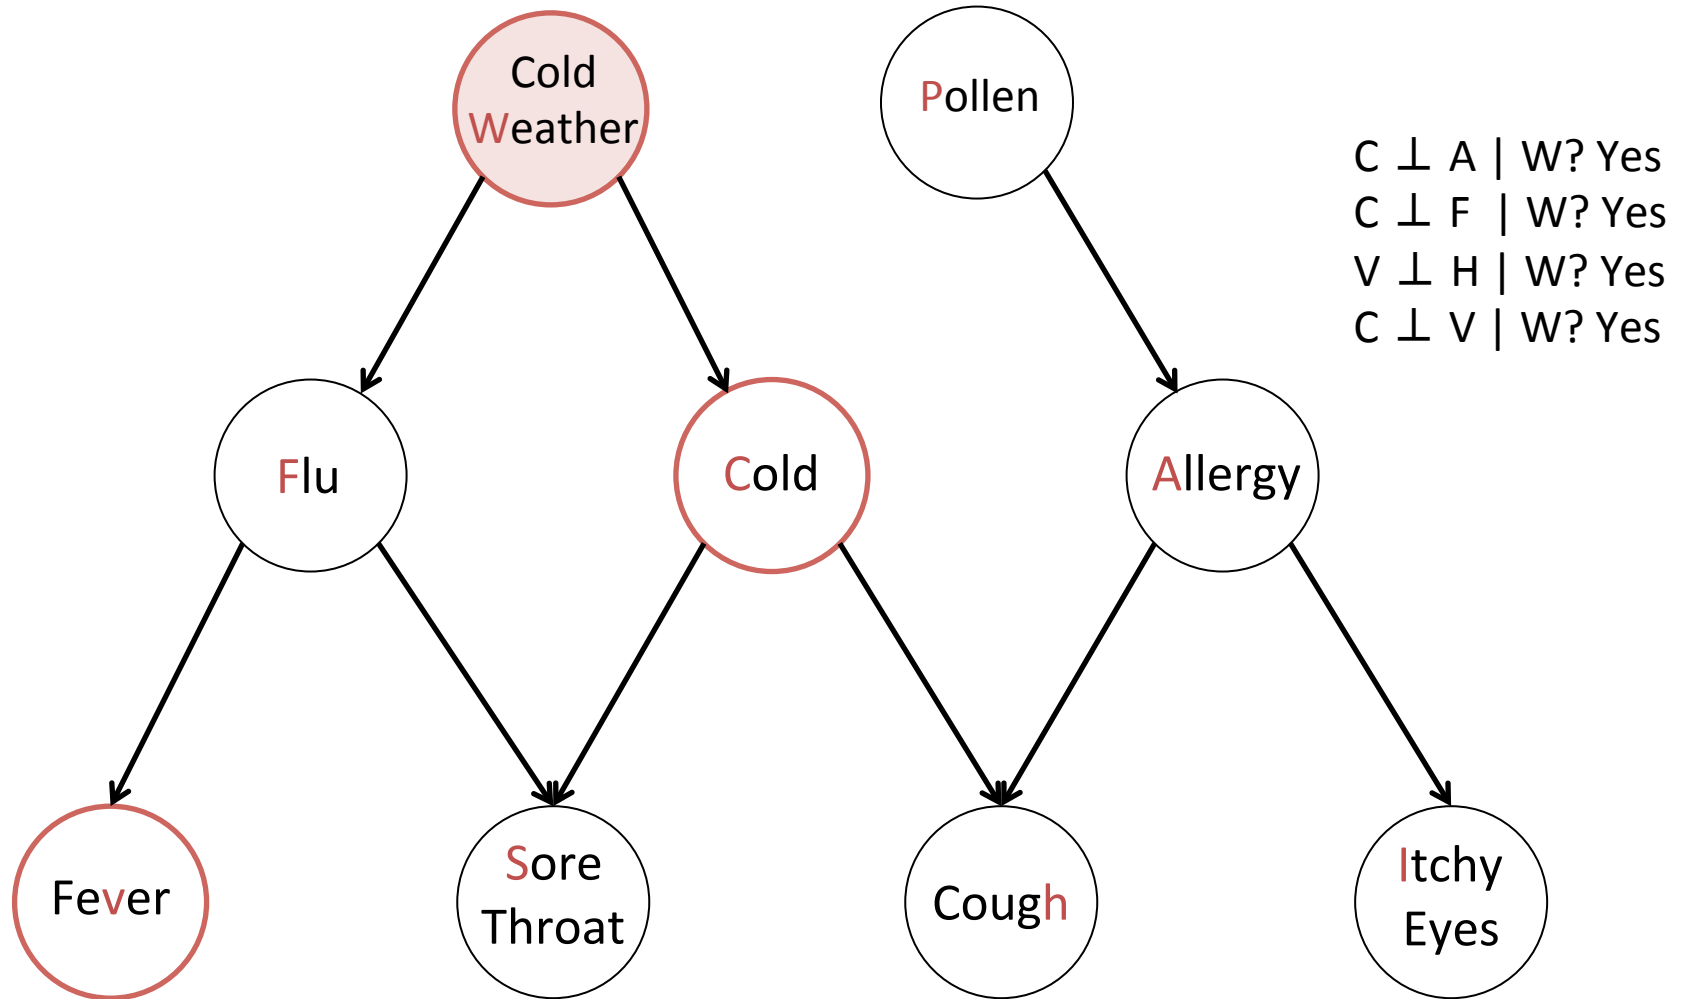 Cold
Weather
Pollen
C ⊥ A | W? Yes
C ⊥ F | W? Yes
V ⊥ H | W? Yes
C ⊥ V | W? Yes
Flu
Cold
Allergy
Fever
Sore
Throat
Cough
Itchy
Eyes